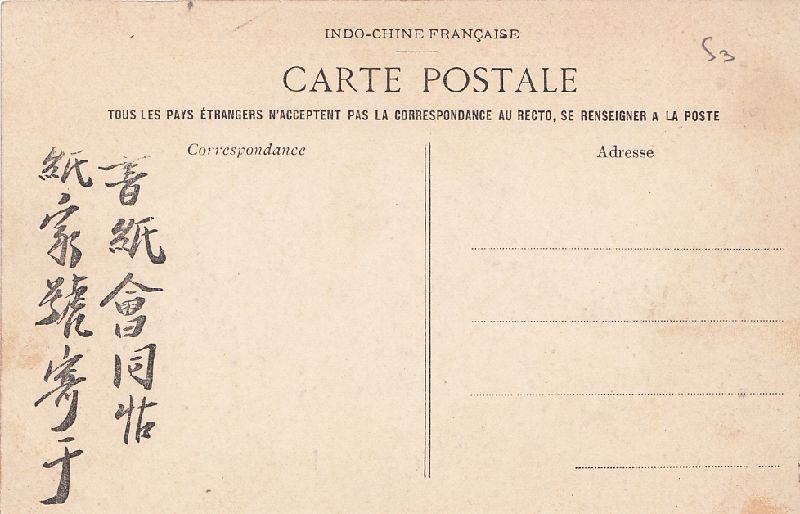 INDO-CHINE FRANÇAISE
53
CARTE POSTALE
TOUS LES PAYS ÉTRANGERS N'ACCEPTENT PAS LA CORRESPONDANCE AU RECTO, SE RENSEIGNER A LA POSTE
Correspondance
Adresse
紙會同帖
紙家號寄于